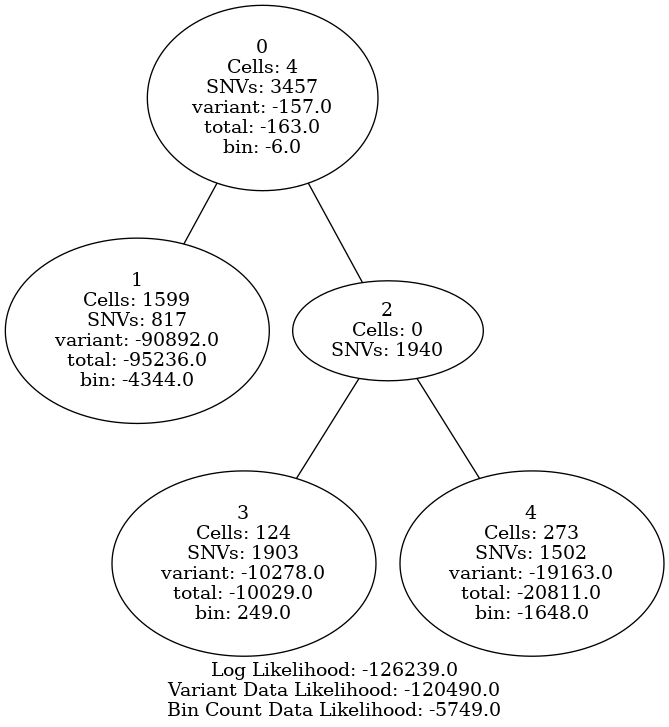 0
Cells: 4
SNVs: 3457
variant: -157.0
total: -163.0
bin: -6.0
1
Cells: 1599
SNVs: 817
variant: -90892.0
total: -95236.0
bin: -4344.0
2
Cells: 0
SNVs: 1940
3
Cells: 124
SNVs: 1903
variant: -10278.0
total: -10029.0
bin: 249.0
4
Cells: 273
SNVs: 1502
variant: -19163.0
total: -20811.0
bin: -1648.0
Log Likelihood: -126239.0
Variant Data Likelihood: -120490.0
Bin Count Data Likelihood: -5749.0